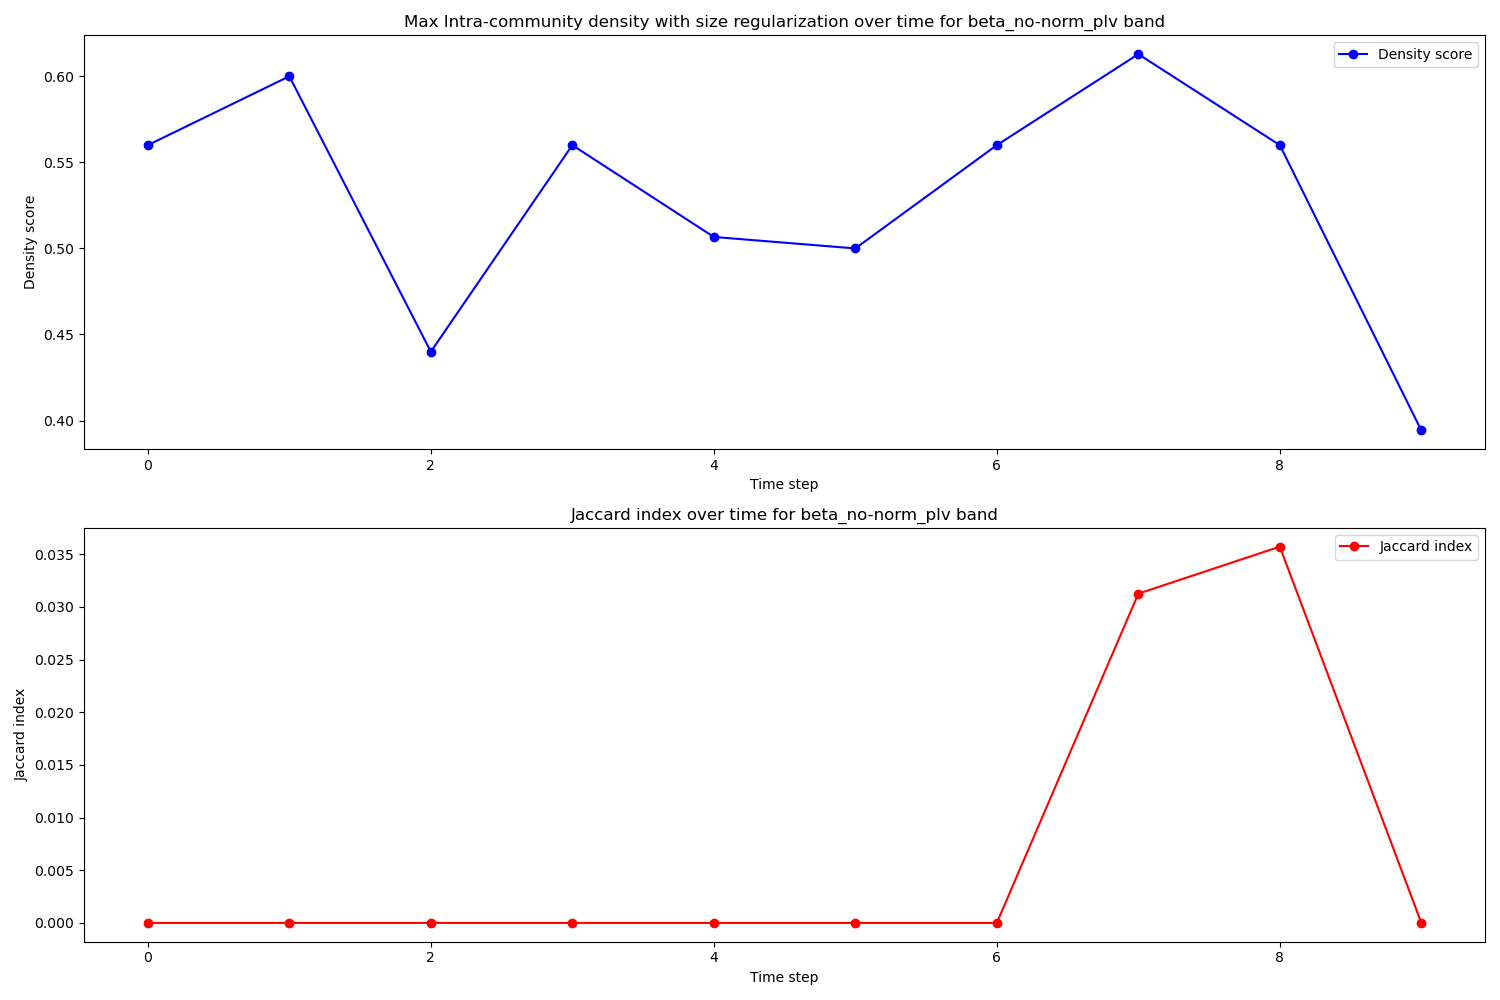 Max Intra-community density with size regularization over time for beta_no-norm_plv band
Density score
0.60
0.55
0.50
0.45
0.40
Density score
0 2 4 6 8
Time step
Jaccard index over time for beta_no-norm_plv band
Jaccard index
0.035
0.030
0.025
0.020
0.015
0.010
0.005
0.000
Jaccard index
0 2 4 6 8
Time step